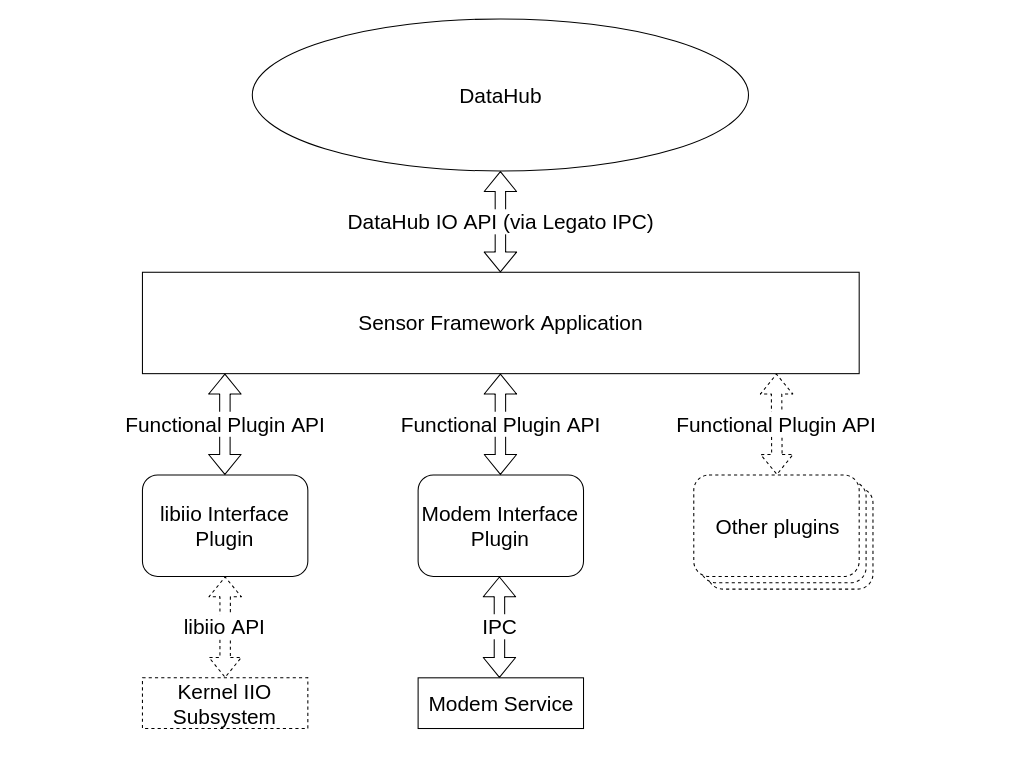 DataHub
DataHub IO API (via Legato IPC)
Sensor Framework Application
Functional Plugin API
Functional Plugin API
Functional Plugin API
libiio Interface
Plugin
Modem Interface
Plugin
Other plugins
libiio API
IPC
Kernel IIO
Subsystem
Modem Service